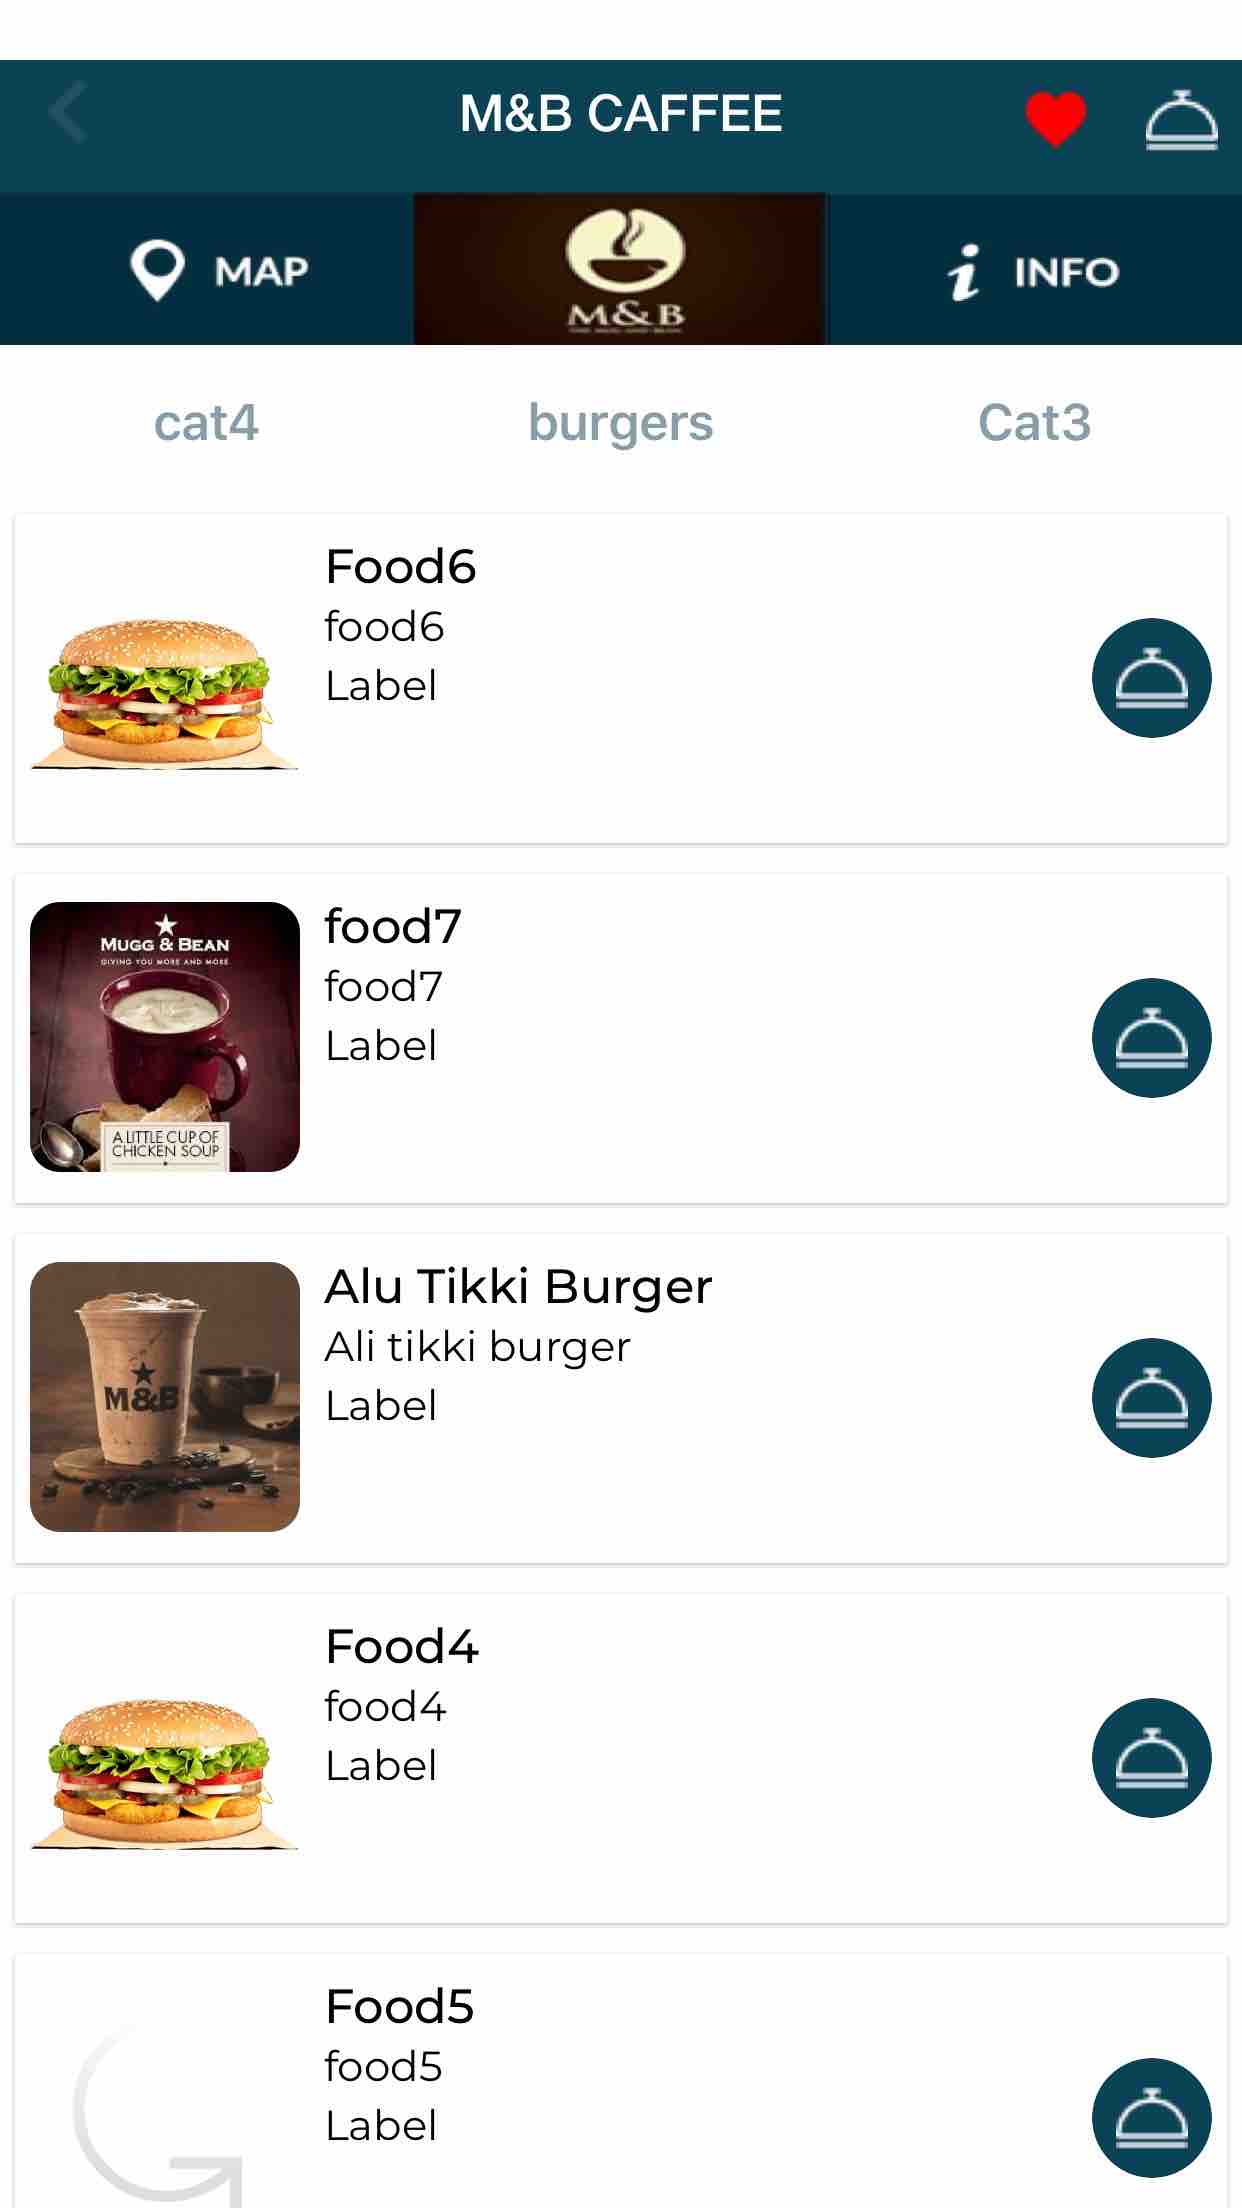 M&B CAFFEE
MAP
M&B
INFO
cat4
burgers
Cat3
Food6
food6
Label
MUGG & BEAN
GIVING YOU MORE AND MORE
A LITTLE CUP OF
CHICKEN SOUP
food7
food7
Label
M&B
Alu Tikki Burger
Ali tikki burger
Label
Food4
food4
Label
Food5
food5
Label